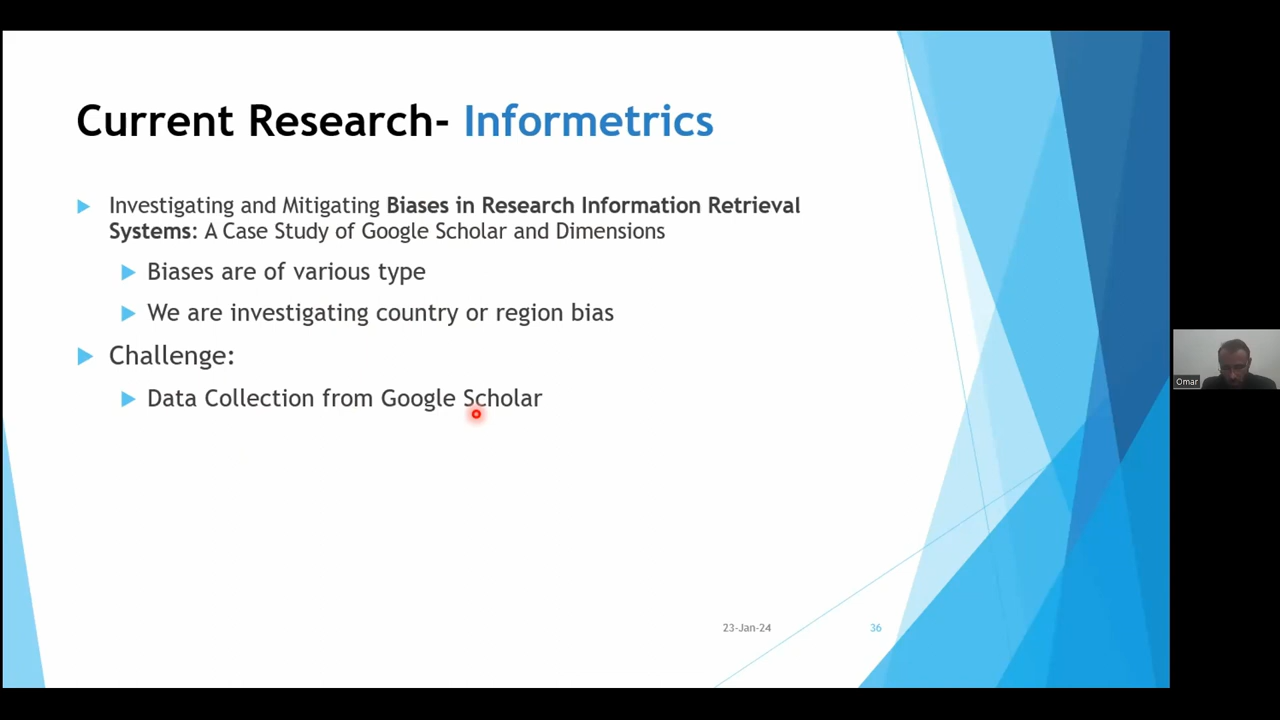 Current Research- Informetrics
Investigating and Mitigating Biases in Research Information Retrieval
Systems: A Case Study of Google Scholar and Dimensions
Biases are of various type
We are investigating country or region bias
Challenge:
Data Collection from Google Scholar
Omar
23-Jan-24
36